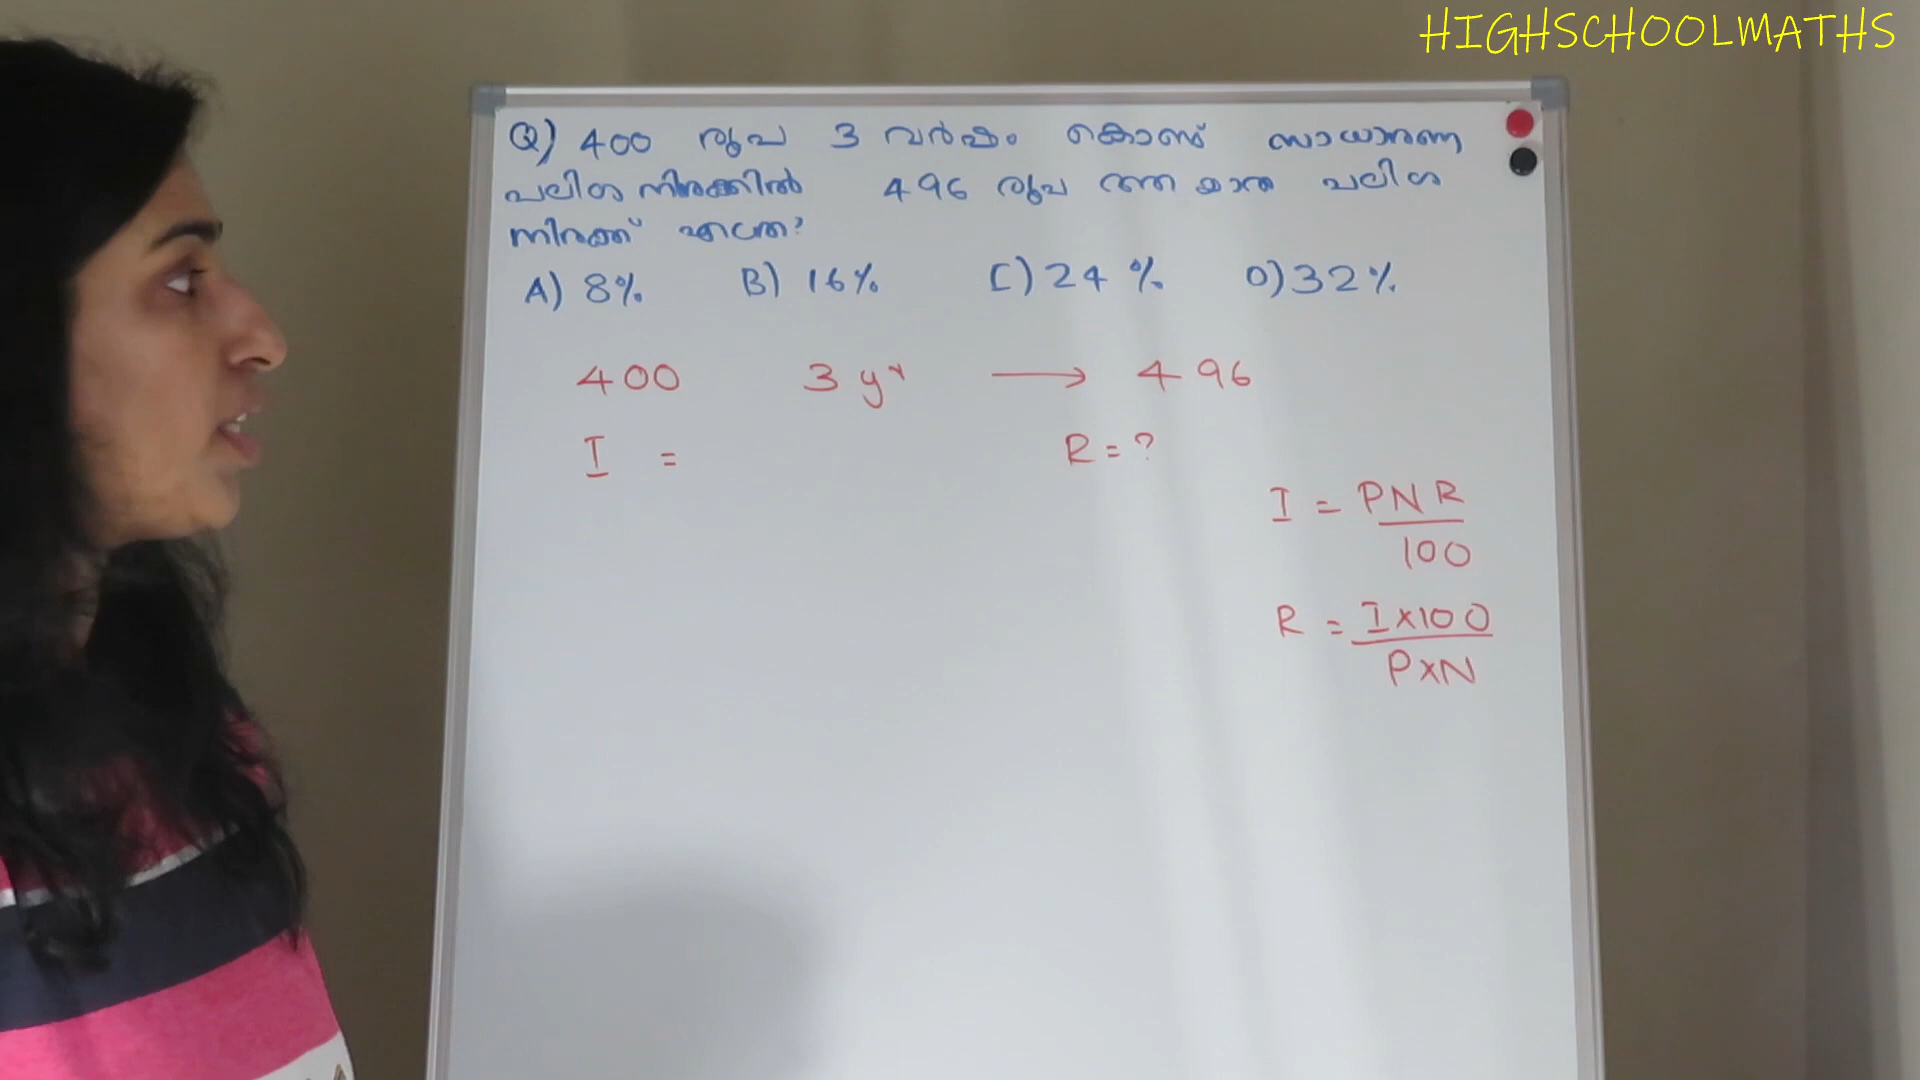 HIGHSCHOOLMATHS
Q) 400 രൂപ 3 വർഷം കൊണ്ട് സാധാരണ
പലിശ നിരക്കിൽ 496 രൂപ ആയാൽ പലിശ
നിരക്ക് എത്ര?
A) 8% B) 16% C) 24 % D) 32%
400 3 yr → 496
I = R = ?
I = PNR
100
R = I×100
P×N